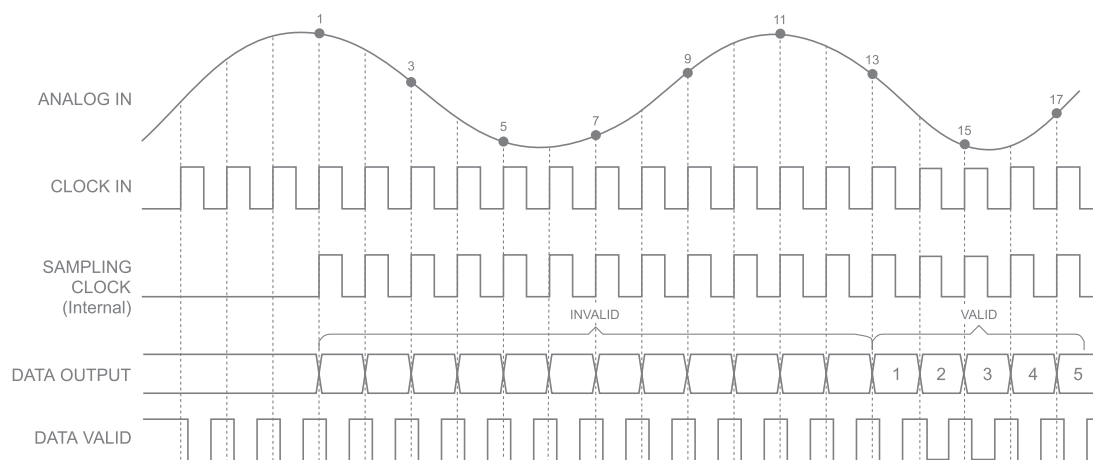 1
11
9
3
13
ANALOG IN
17
5
7
15
CLOCK IN
SAMPLING
CLOCK
(Internal)
INVALID
VALID
DATA OUTPUT
1 2 3 4 5
DATA VALID